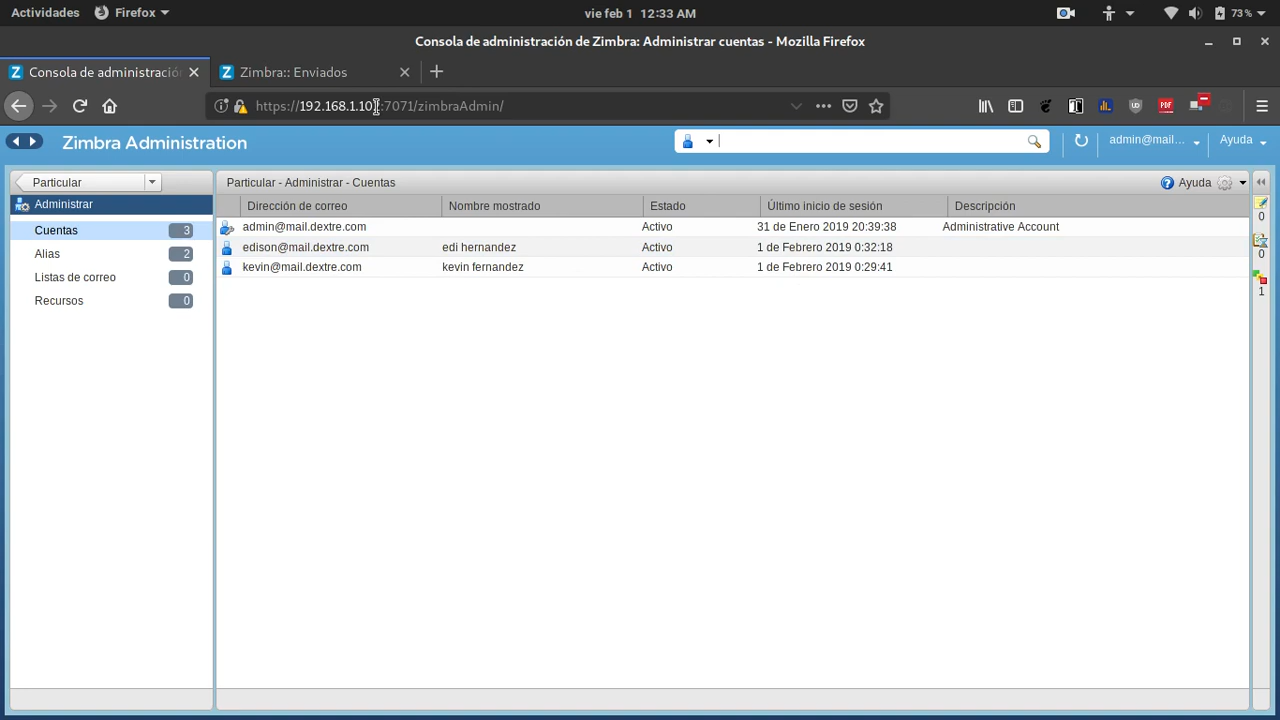 Actividades Firefox vie feb 1 12:33 AM 73%
Consola de administración de Zimbra: Administrar cuentas - Mozilla Firefox
Consola de administració Zimbra:: Enviados
https://192.168.1.10 :7071/zimbraAdmin/
Zimbra Administration admin@mail... Ayuda
Particular Particular - Administrar - Cuentas Ayuda
Administrar Dirección de correo Nombre mostrado Estado Último inicio de sesión Descripción 0
Cuentas 3 admin@mail.dextre.com Activo 31 de Enero 2019 20:39:38 Administrative Account
Alias 2 edison@mail.dextre.com edi hernandez Activo 1 de Febrero 2019 0:32:18 0
Listas de correo 0 kevin@mail.dextre.com kevin fernandez Activo 1 de Febrero 2019 0:29:41
Recursos 0 1